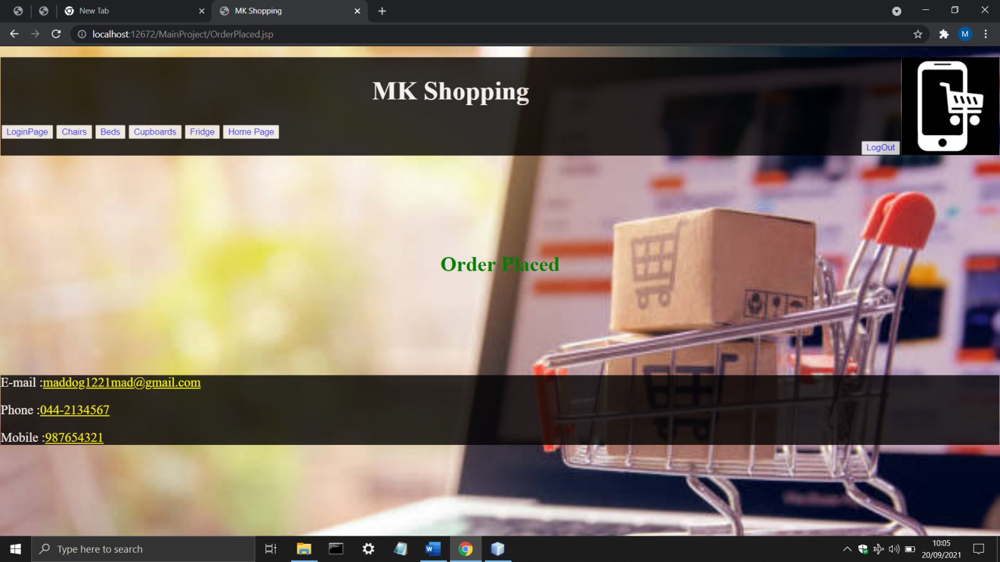 New Tab
MK Shopping
localhost:12672/MainProject/OrderPlaced.jsp
M
MK Shopping
LoginPage Chairs Beds Cupboards Fridge Home Page
LogOut
Order Placed
E-mail :maddog1221mad@gmail.com
Phone :044-2134567
Mobile :987654321
Type here to search
W
10:05
20/09/2021